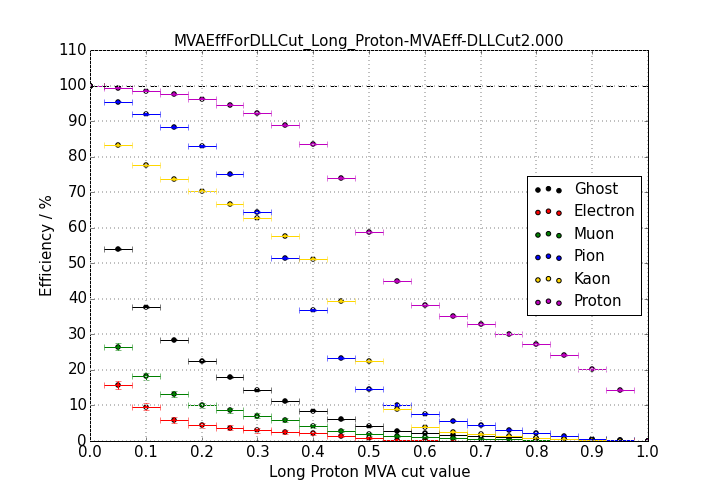 MVAEffForDLLCut_Long_Proton-MVAEff-DLLCut2.000
110
100
90
80
70
60
50
40
30
20
10
0
Efficiency / %
Ghost
Electron
Muon
Pion
Kaon
Proton
0.0 0.1 0.2 0.3 0.4 0.5 0.6 0.7 0.8 0.9 1.0
Long Proton MVA cut value